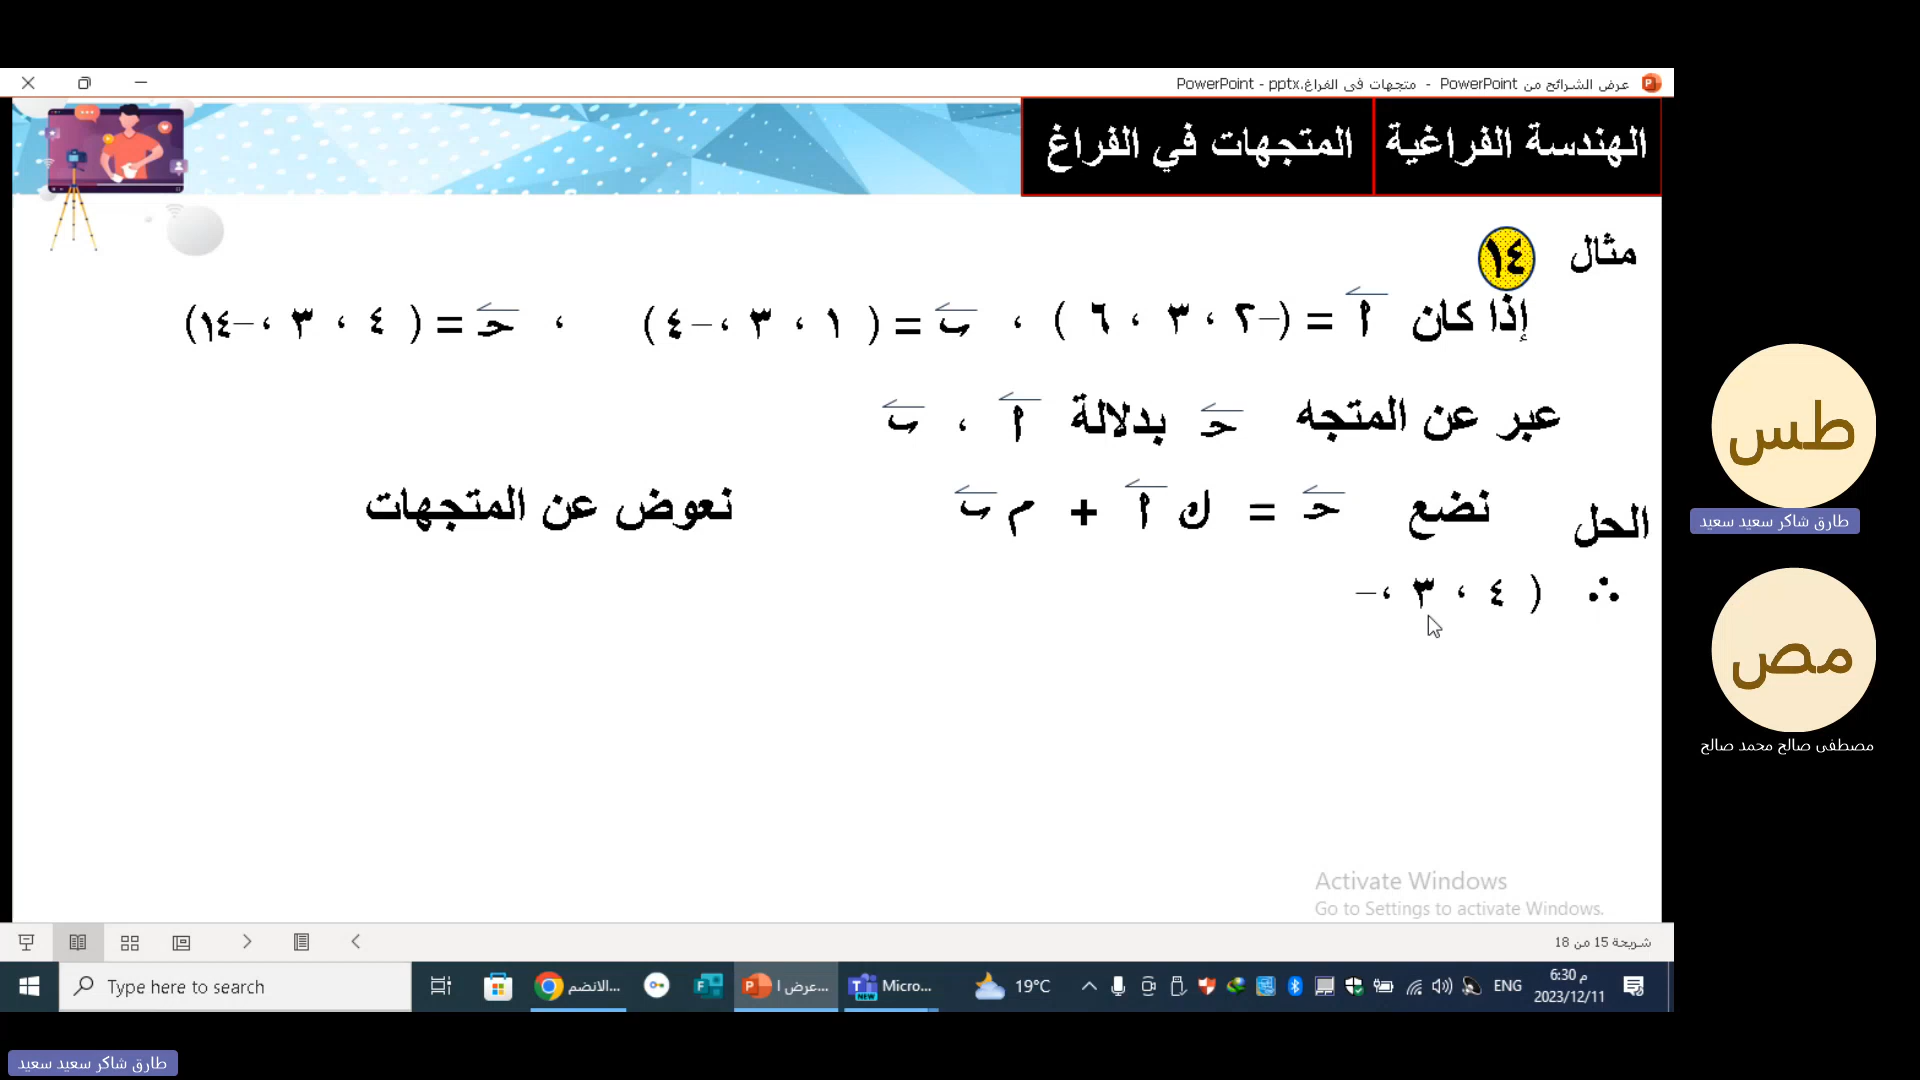 عرض الشرائح من PowerPoint - متجهات في الفراغ.pptx - PowerPoint
الهندسة الفراغية المتجهات في الفراغ
مثال ١٤
إذا كان أ = (-٢ ، ٣ ، ٦ ) ، ب = ( ١ ، ٣ ،-٤) ، حـ = ( ٤ ، ٣ ،-١٤)
عبر عن المتجه حـ بدلالة أ ، ب
الحل نضع حـ = ك أ + م ب نعوض عن المتجهات
∴ ( ٤ ، ٣ ،-
طس
طارق شاكر سعيد سعيد
مص
مصطفى صالح محمد صالح
Activate Windows
Go to Settings to activate Windows.
شريحة 15 من 18
Type here to search
الانضم...
عرض ا...
Micro...
NEW
19°C
ENG
6:30 م
2023/12/11
طارق شاكر سعيد سعيد